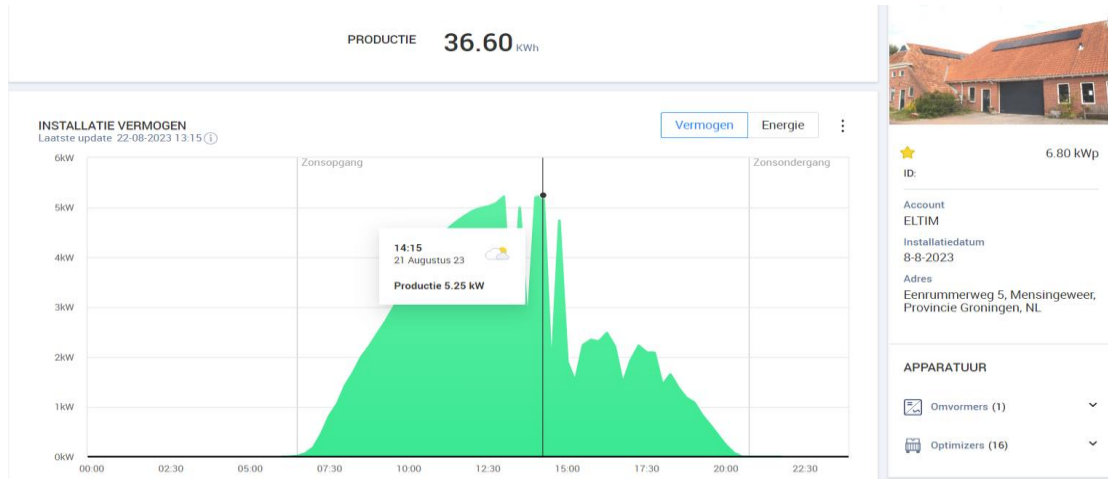 PRODUCTIE 36.60 KWh
INSTALLATIE VERMOGEN
Laatste update 22-08-2023 13:15
Vermogen Energie
6kW
5kW
4kW
3kW
2kW
1kW
0kW
Zonsopgang
Zonsondergang
14:15
21 Augustus 23
Productie 5.25 kW
00:00 02:30 05:00 07:30 10:00 12:30 15:00 17:30 20:00 22:30
6.80 kWp
ID:
Account
ELTIM
Installatiedatum
8-8-2023
Adres
Eenrummerweg 5, Mensingeweer,
Provincie Groningen, NL
APPARATUUR
Omvormers (1)
Optimizers (16)